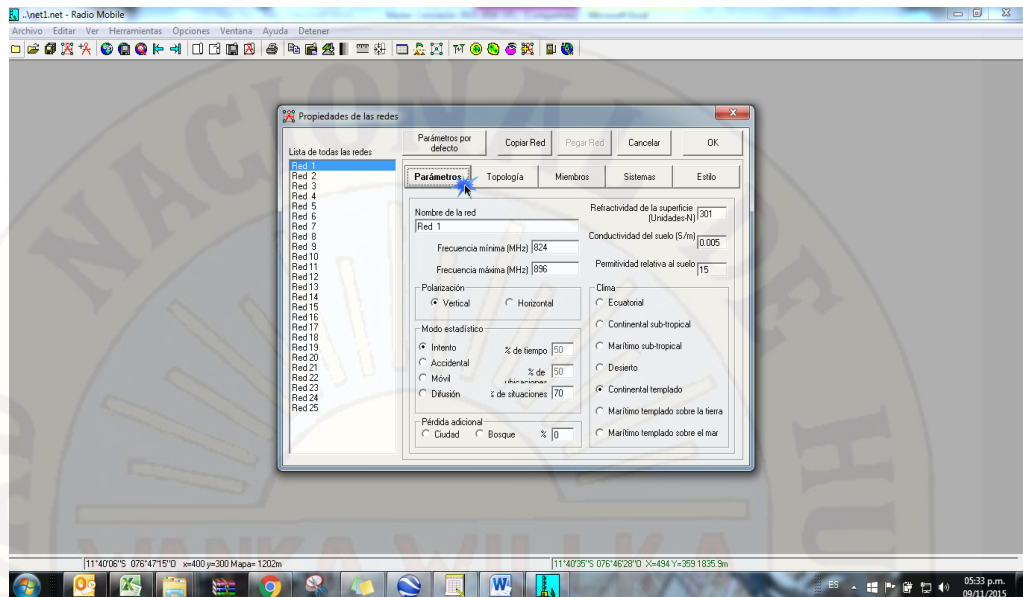 ..\net1.net - Radio Mobile
Archivo Editar Ver Herramientas Opciones Ventana Ayuda Detener
Propiedades de las redes
Parámetros por defecto
Copiar Red
Pegar Red
Cancelar
OK
Lista de todas las redes
Red 1
Red 2
Red 3
Red 4
Red 5
Red 6
Red 7
Red 8
Red 9
Red 10
Red 11
Red 12
Red 13
Red 14
Red 15
Red 16
Red 17
Red 18
Red 19
Red 20
Red 21
Red 22
Red 23
Red 24
Red 25
Parámetros
Topología
Miembros
Sistemas
Estilo
Nombre de la red
Red 1
Frecuencia mínima (MHz) 824
Frecuencia máxima (MHz) 896
Refractividad de la superficie (Unidades-N) 301
Conductividad del suelo (S/m) 0.005
Permitividad relativa al suelo 15
Polarización
Vertical Horizontal
Modo estadístico
Intento
Accidental
Móvil
Difusión
% de tiempo 50
% de ubicaciones 50
% de situaciones 70
Pérdida adicional
Ciudad Bosque % 0
Clima
Ecuatorial
Continental sub-tropical
Marítimo sub-tropical
Desierto
Continental templado
Marítimo templado sobre la tierra
Marítimo templado sobre el mar
NACIONAL DE HU
WANKA WILLKA
11°40'06''S 076°47'15''O x=400 y=300 Mapa= 1202m
11°40'35''S 076°46'28''O X=494 Y=359 1835.9m
ES
05:33 p.m.
09/11/2015